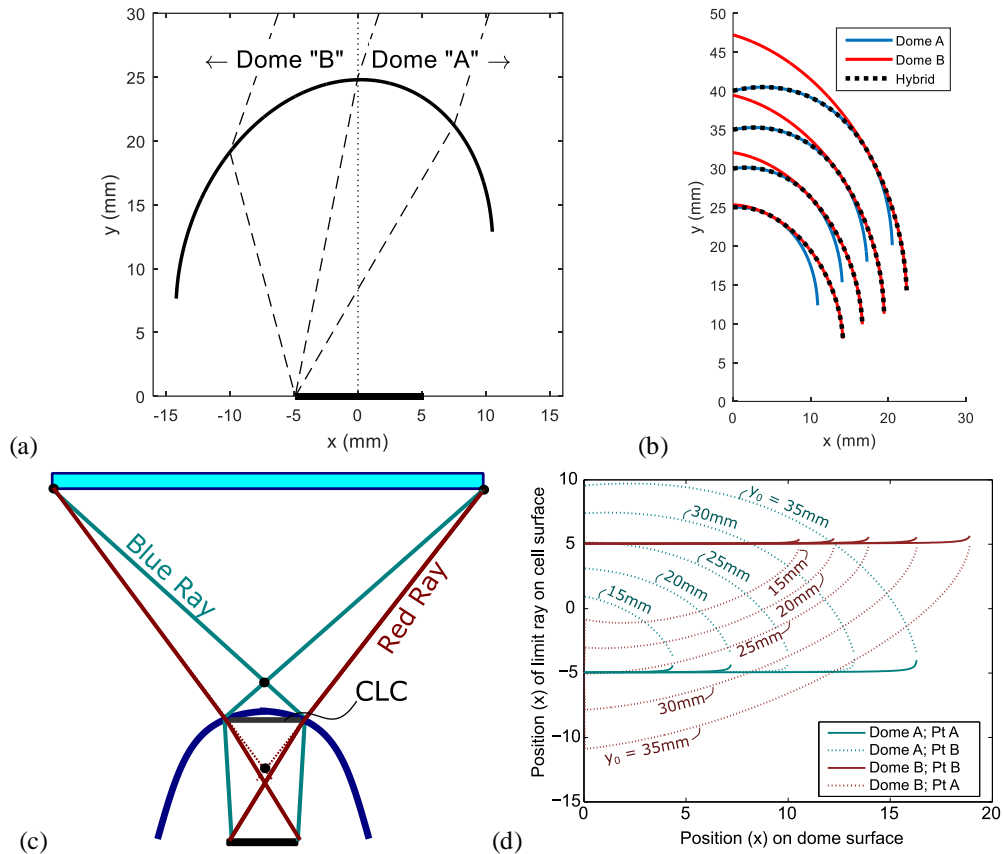 30
25
20
15
10
5
0
y (mm)
← Dome "B"
Dome "A" →
-15 -10 -5 0 5 10 15
x (mm)
(a)
50
45
40
35
30
25
20
15
10
5
0
y (mm)
Dome A
Dome B
Hybrid
0 10 20 30
x (mm)
(b)
Blue Ray
Red Ray
CLC
(c)
10
5
0
-5
-10
-15
Position (x) of limit ray on cell surface
y₀ = 35mm
30mm
25mm
20mm
15mm
15mm
20mm
25mm
30mm
y₀ = 35mm
Dome A; Pt A
Dome A; Pt B
Dome B; Pt B
Dome B; Pt A
0 5 10 15 20
Position (x) on dome surface
(d)